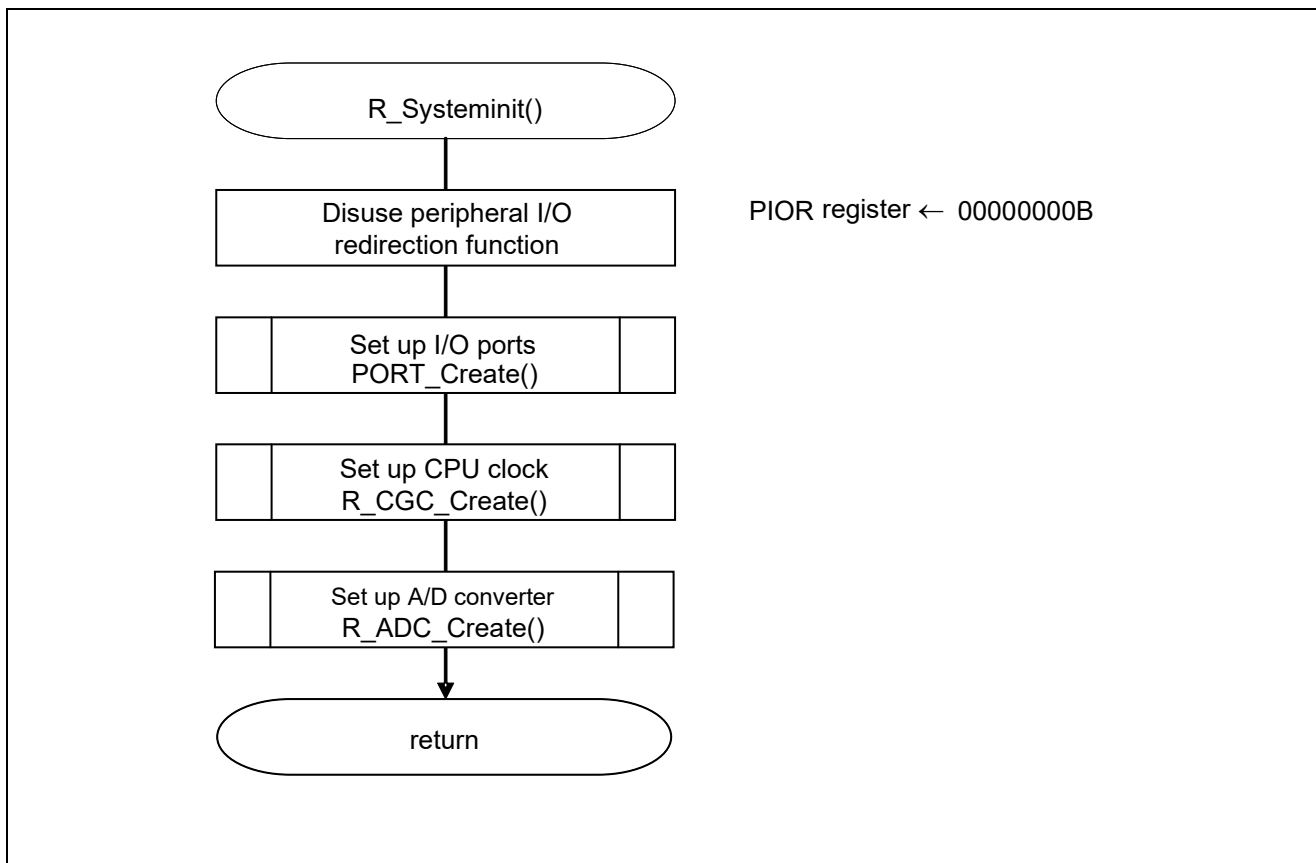 R_Systeminit()
Disuse peripheral I/O
redirection function
PIOR register ← 00000000B
Set up I/O ports
PORT_Create()
Set up CPU clock
R_CGC_Create()
Set up A/D converter
R_ADC_Create()
return